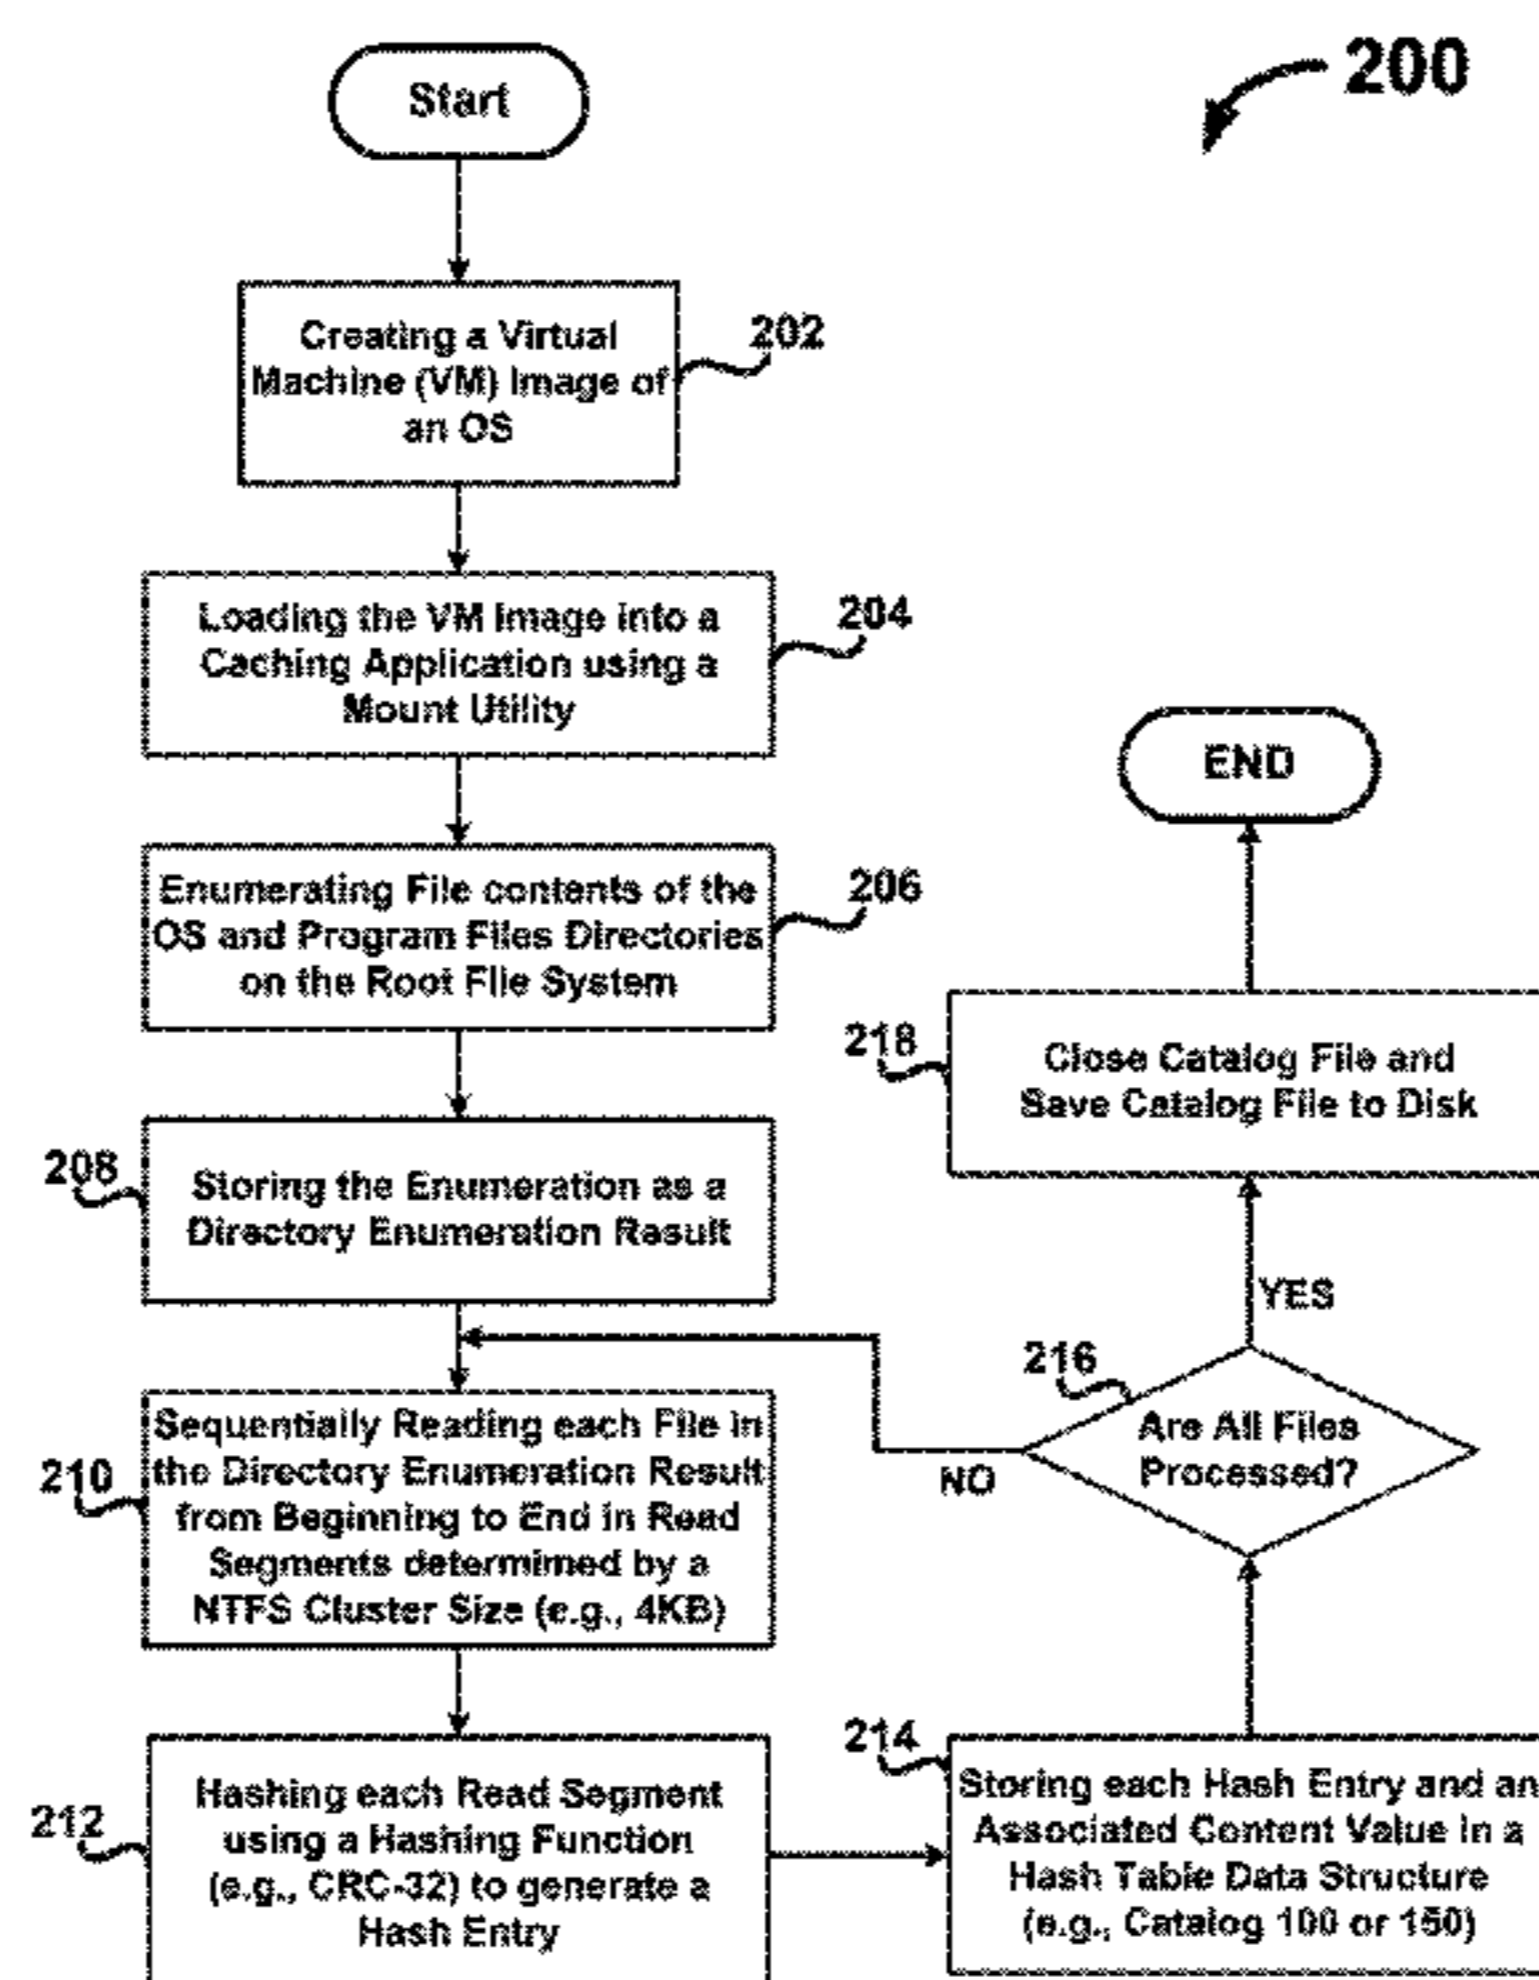 200
Start
Creating a Virtual
Machine (VM) Image of
an OS
202
Loading the VM Image into a
Caching Application using a
Mount Utility
204
Enumerating File contents of the
OS and Program Files Directories
on the Root File System
206
Storing the Enumeration as a
Directory Enumeration Result
208
Sequentially Reading each File in
the Directory Enumeration Result
from Beginning to End in Read
Segments determimed by a
NTFS Cluster Size (e.g., 4KB)
210
Hashing each Read Segment
using a Hashing Function
(e.g., CRC-32) to generate a
Hash Entry
212
214
Storing each Hash Entry and an
Associated Content Value in a
Hash Table Data Structure
(e.g., Catalog 100 or 150)
216
Are All Files
Processed?
NO
YES
218
Close Catalog File and
Save Catalog File to Disk
END